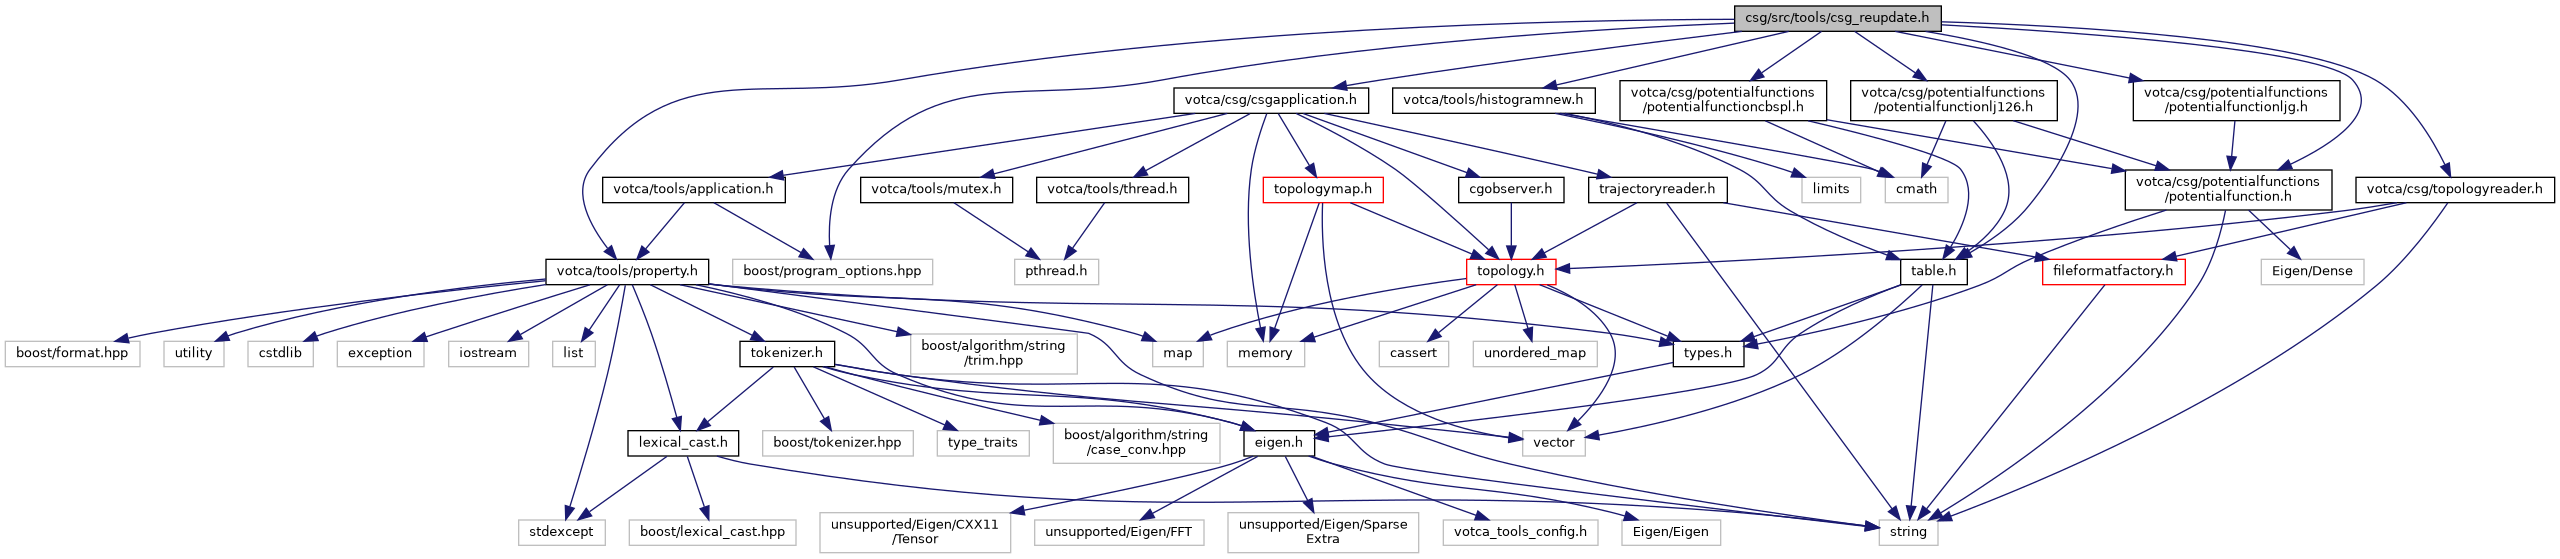 csg/src/tools/csg_reupdate.h
votca/csg/csgapplication.h
votca/tools/histogramnew.h
votca/csg/potentialfunctions
/potentialfunctioncbspl.h
votca/csg/potentialfunctions
/potentialfunctionlj126.h
votca/csg/potentialfunctions
/potentialfunctionljg.h
votca/tools/application.h
votca/tools/mutex.h
votca/tools/thread.h
topologymap.h
cgobserver.h
trajectoryreader.h
limits
cmath
votca/csg/potentialfunctions
/potentialfunction.h
votca/csg/topologyreader.h
votca/tools/property.h
boost/program_options.hpp
pthread.h
topology.h
table.h
fileformatfactory.h
Eigen/Dense
boost/format.hpp
utility
cstdlib
exception
iostream
list
tokenizer.h
boost/algorithm/string
/trim.hpp
map
memory
cassert
unordered_map
types.h
lexical_cast.h
boost/tokenizer.hpp
type_traits
boost/algorithm/string
/case_conv.hpp
eigen.h
vector
stdexcept
boost/lexical_cast.hpp
unsupported/Eigen/CXX11
/Tensor
unsupported/Eigen/FFT
unsupported/Eigen/Sparse
Extra
votca_tools_config.h
Eigen/Eigen
string